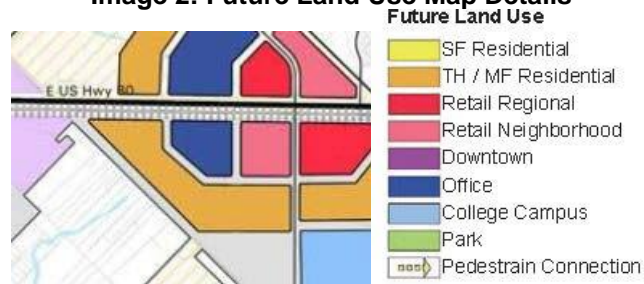 Image 2: Future Land Use Map Details
Future Land Use
SF Residential
TH / MF Residential
Retail Regional
Retail Neighborhood
Downtown
Office
College Campus
Park
Pedestrain Connection
E US Hwy 80